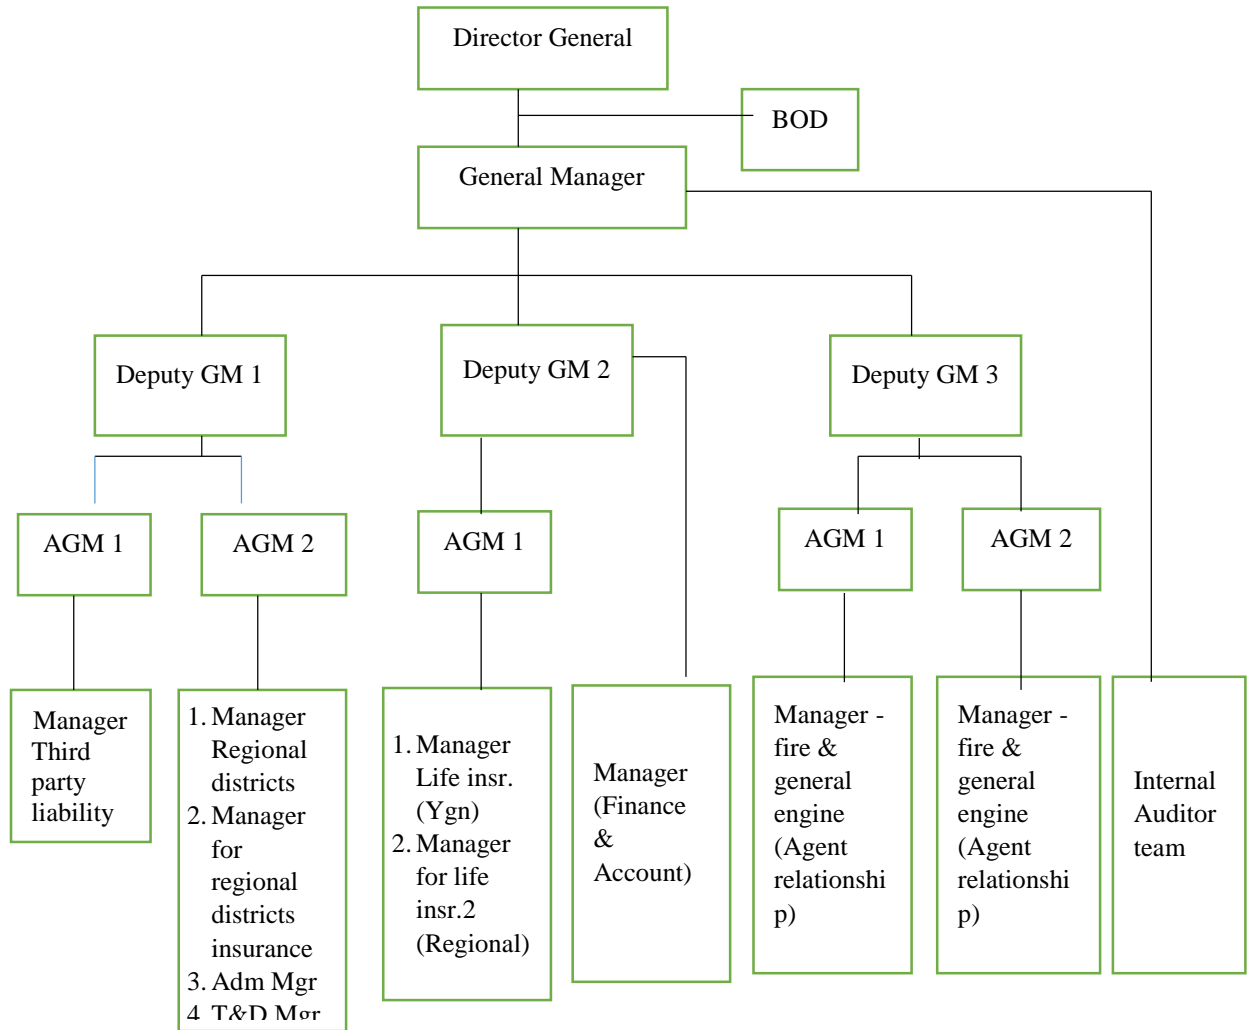 Director General
BOD
General Manager
Deputy GM 1
Deputy GM 2
Deputy GM 3
AGM 1
AGM 2
AGM 1
AGM 1
AGM 2
Manager
Third
party
liability
1. Manager
Regional
districts
2. Manager
for
regional
districts
insurance
3. Adm Mgr
4. T&D Mgr
1. Manager
Life insr.
(Ygn)
2. Manager
for life
insr.2
(Regional)
Manager
(Finance
&
Account)
Manager -
fire &
general
engine
(Agent
relationshi
p)
Manager -
fire &
general
engine
(Agent
relationshi
p)
Internal
Auditor
team